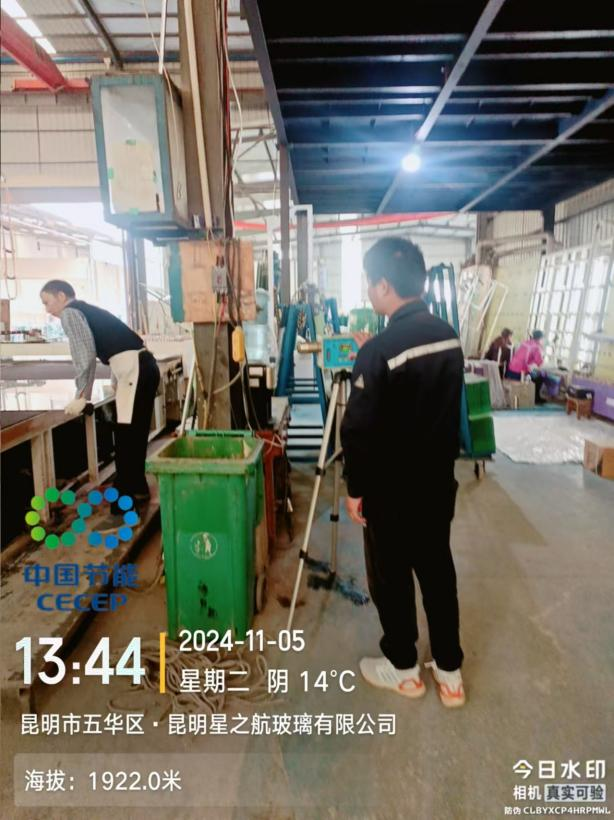 中国节能
CECEP
13:44
2024-11-05
星期二 阴 14°C
昆明市五华区·昆明星之航玻璃有限公司
海拔：1922.0米
今日水印
相机 真实可验
防伪 CLBYXCP4HRPMWL